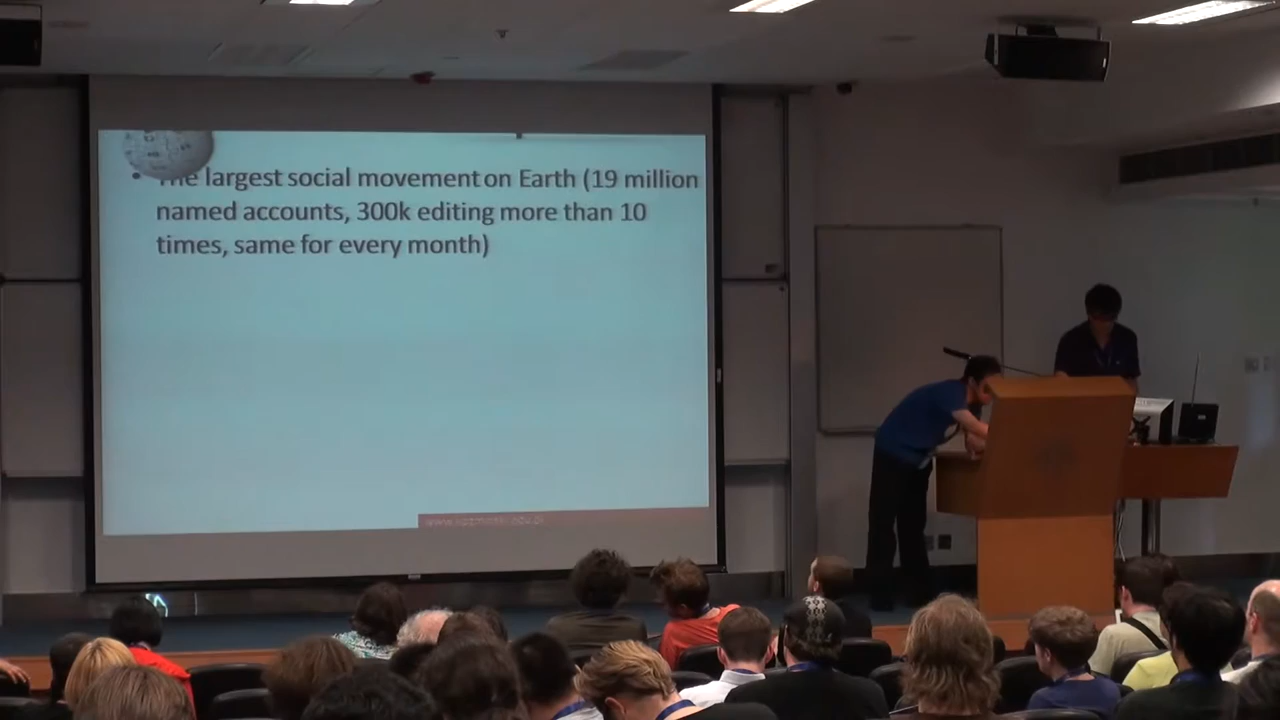 • The largest social movement on Earth (19 million
named accounts, 300k editing more than 10
times, same for every month)